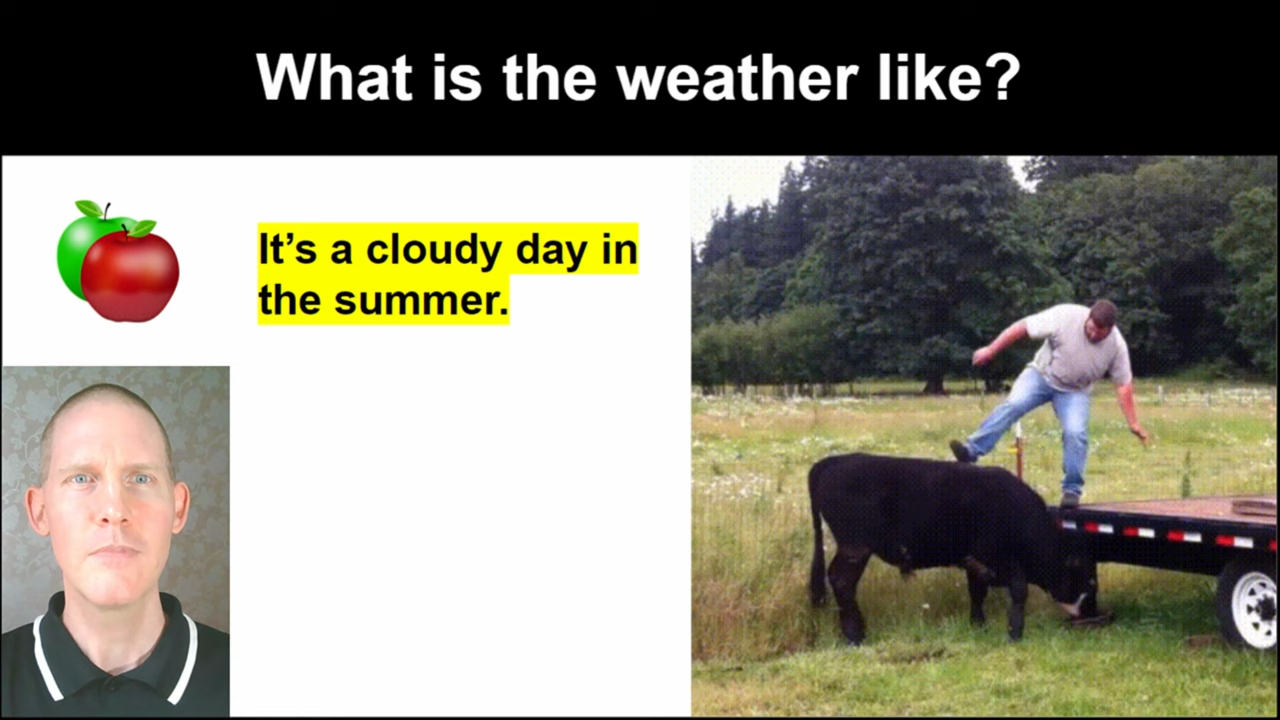 What is the weather like?
It’s a cloudy day in
the summer.